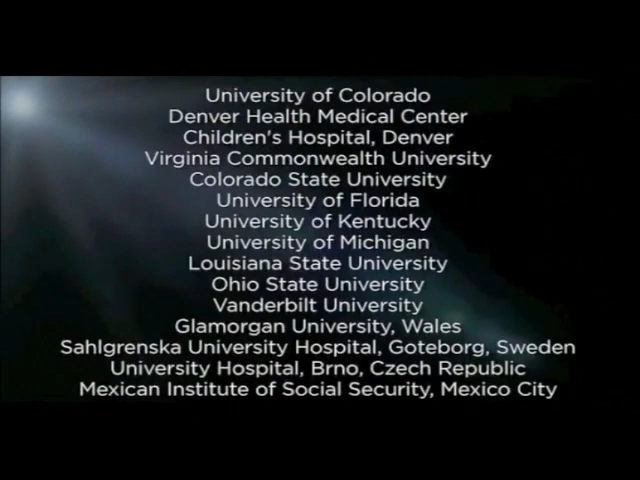 University of Colorado
Denver Health Medical Center
Children's Hospital, Denver
Virginia Commonwealth University
Colorado State University
University of Florida
University of Kentucky
University of Michigan
Louisiana State University
Ohio State University
Vanderbilt University
Glamorgan University, Wales
Sahlgrenska University Hospital, Goteborg, Sweden
University Hospital, Brno, Czech Republic
Mexican Institute of Social Security, Mexico City